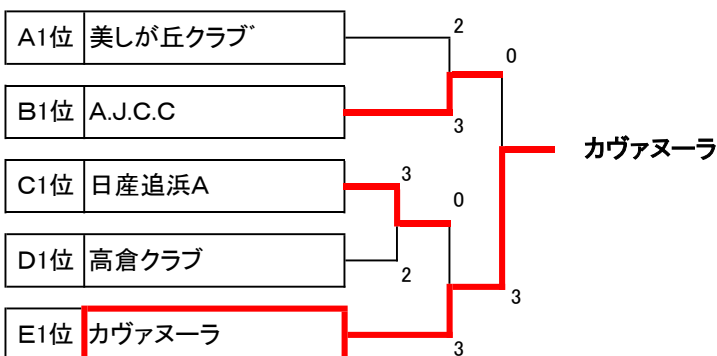 A1位 美しが丘クラブ
2
0
B1位 A.J.C.C
3
カヴァヌーラ
C1位 日産追浜A
3
0
D1位 高倉クラブ
2
3
E1位 カヴァヌーラ
3